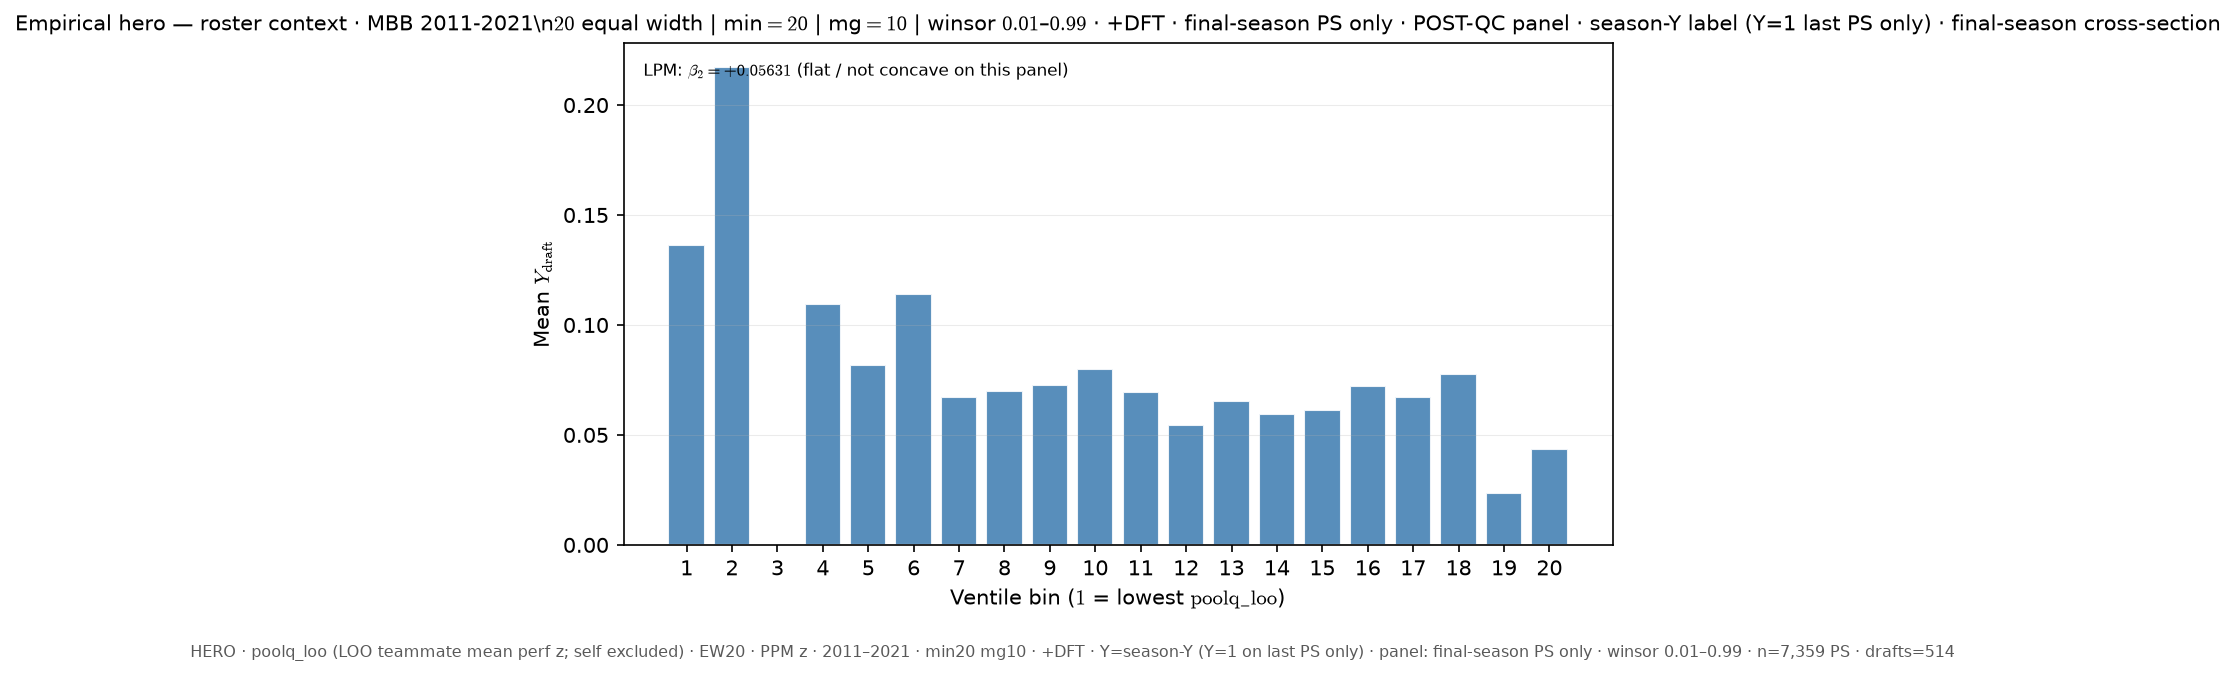 Empirical hero — roster context · MBB 2011-2021\n20 equal width | min = 20 | mg = 10 | winsor 0.01–0.99 · +DFT · final-season PS only · POST-QC panel · season-Y label (Y=1 last PS only) · final-season cross-section
LPM: β₂ = +0.05631 (flat / not concave on this panel)
Mean Y_draft
0.20
0.15
0.10
0.05
0.00
1 2 3 4 5 6 7 8 9 10 11 12 13 14 15 16 17 18 19 20
Ventile bin (1 = lowest poolq_loo)
HERO · poolq_loo (LOO teammate mean perf z; self excluded) · EW20 · PPM z · 2011–2021 · min20 mg10 · +DFT · Y=season-Y (Y=1 on last PS only) · panel: final-season PS only · winsor 0.01–0.99 · n=7,359 PS · drafts=514